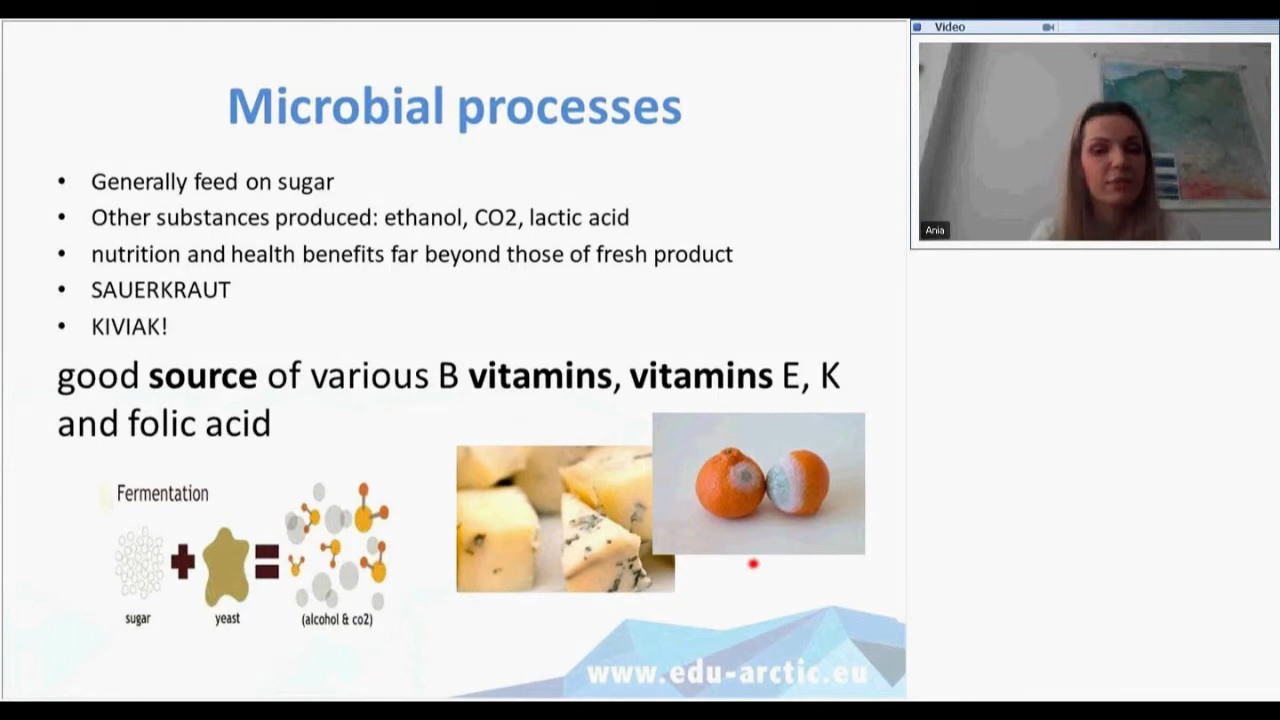 Microbial processes
• Generally feed on sugar
• Other substances produced: ethanol, CO2, lactic acid
• nutrition and health benefits far beyond those of fresh product
• SAUERKRAUT
• KIVIAK!
good source of various B vitamins, vitamins E, K
and folic acid
Fermentation
sugar
yeast
(alcohol & co2)
www.edu-arctic.eu
Video
Ania